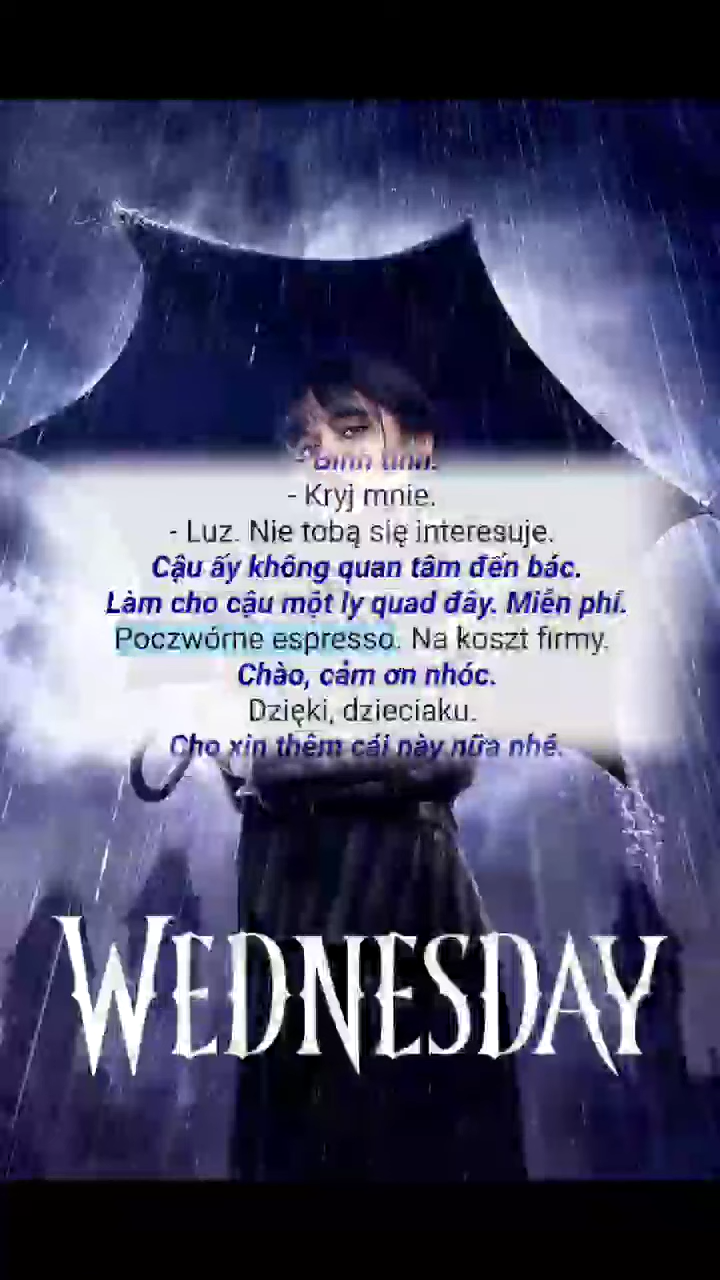 - Bình tĩnh.
- Kryj mnie.
- Luz. Nie tobą się interesuje.
Cậu ấy không quan tâm đến bác.
Làm cho cậu một ly quad đây. Miễn phí.
Poczwórne espresso. Na koszt firmy.
Chào, cảm ơn nhóc.
Dzięki, dzieciaku.
Cho xin thêm cái này nữa nhé.
WEDNESDAY